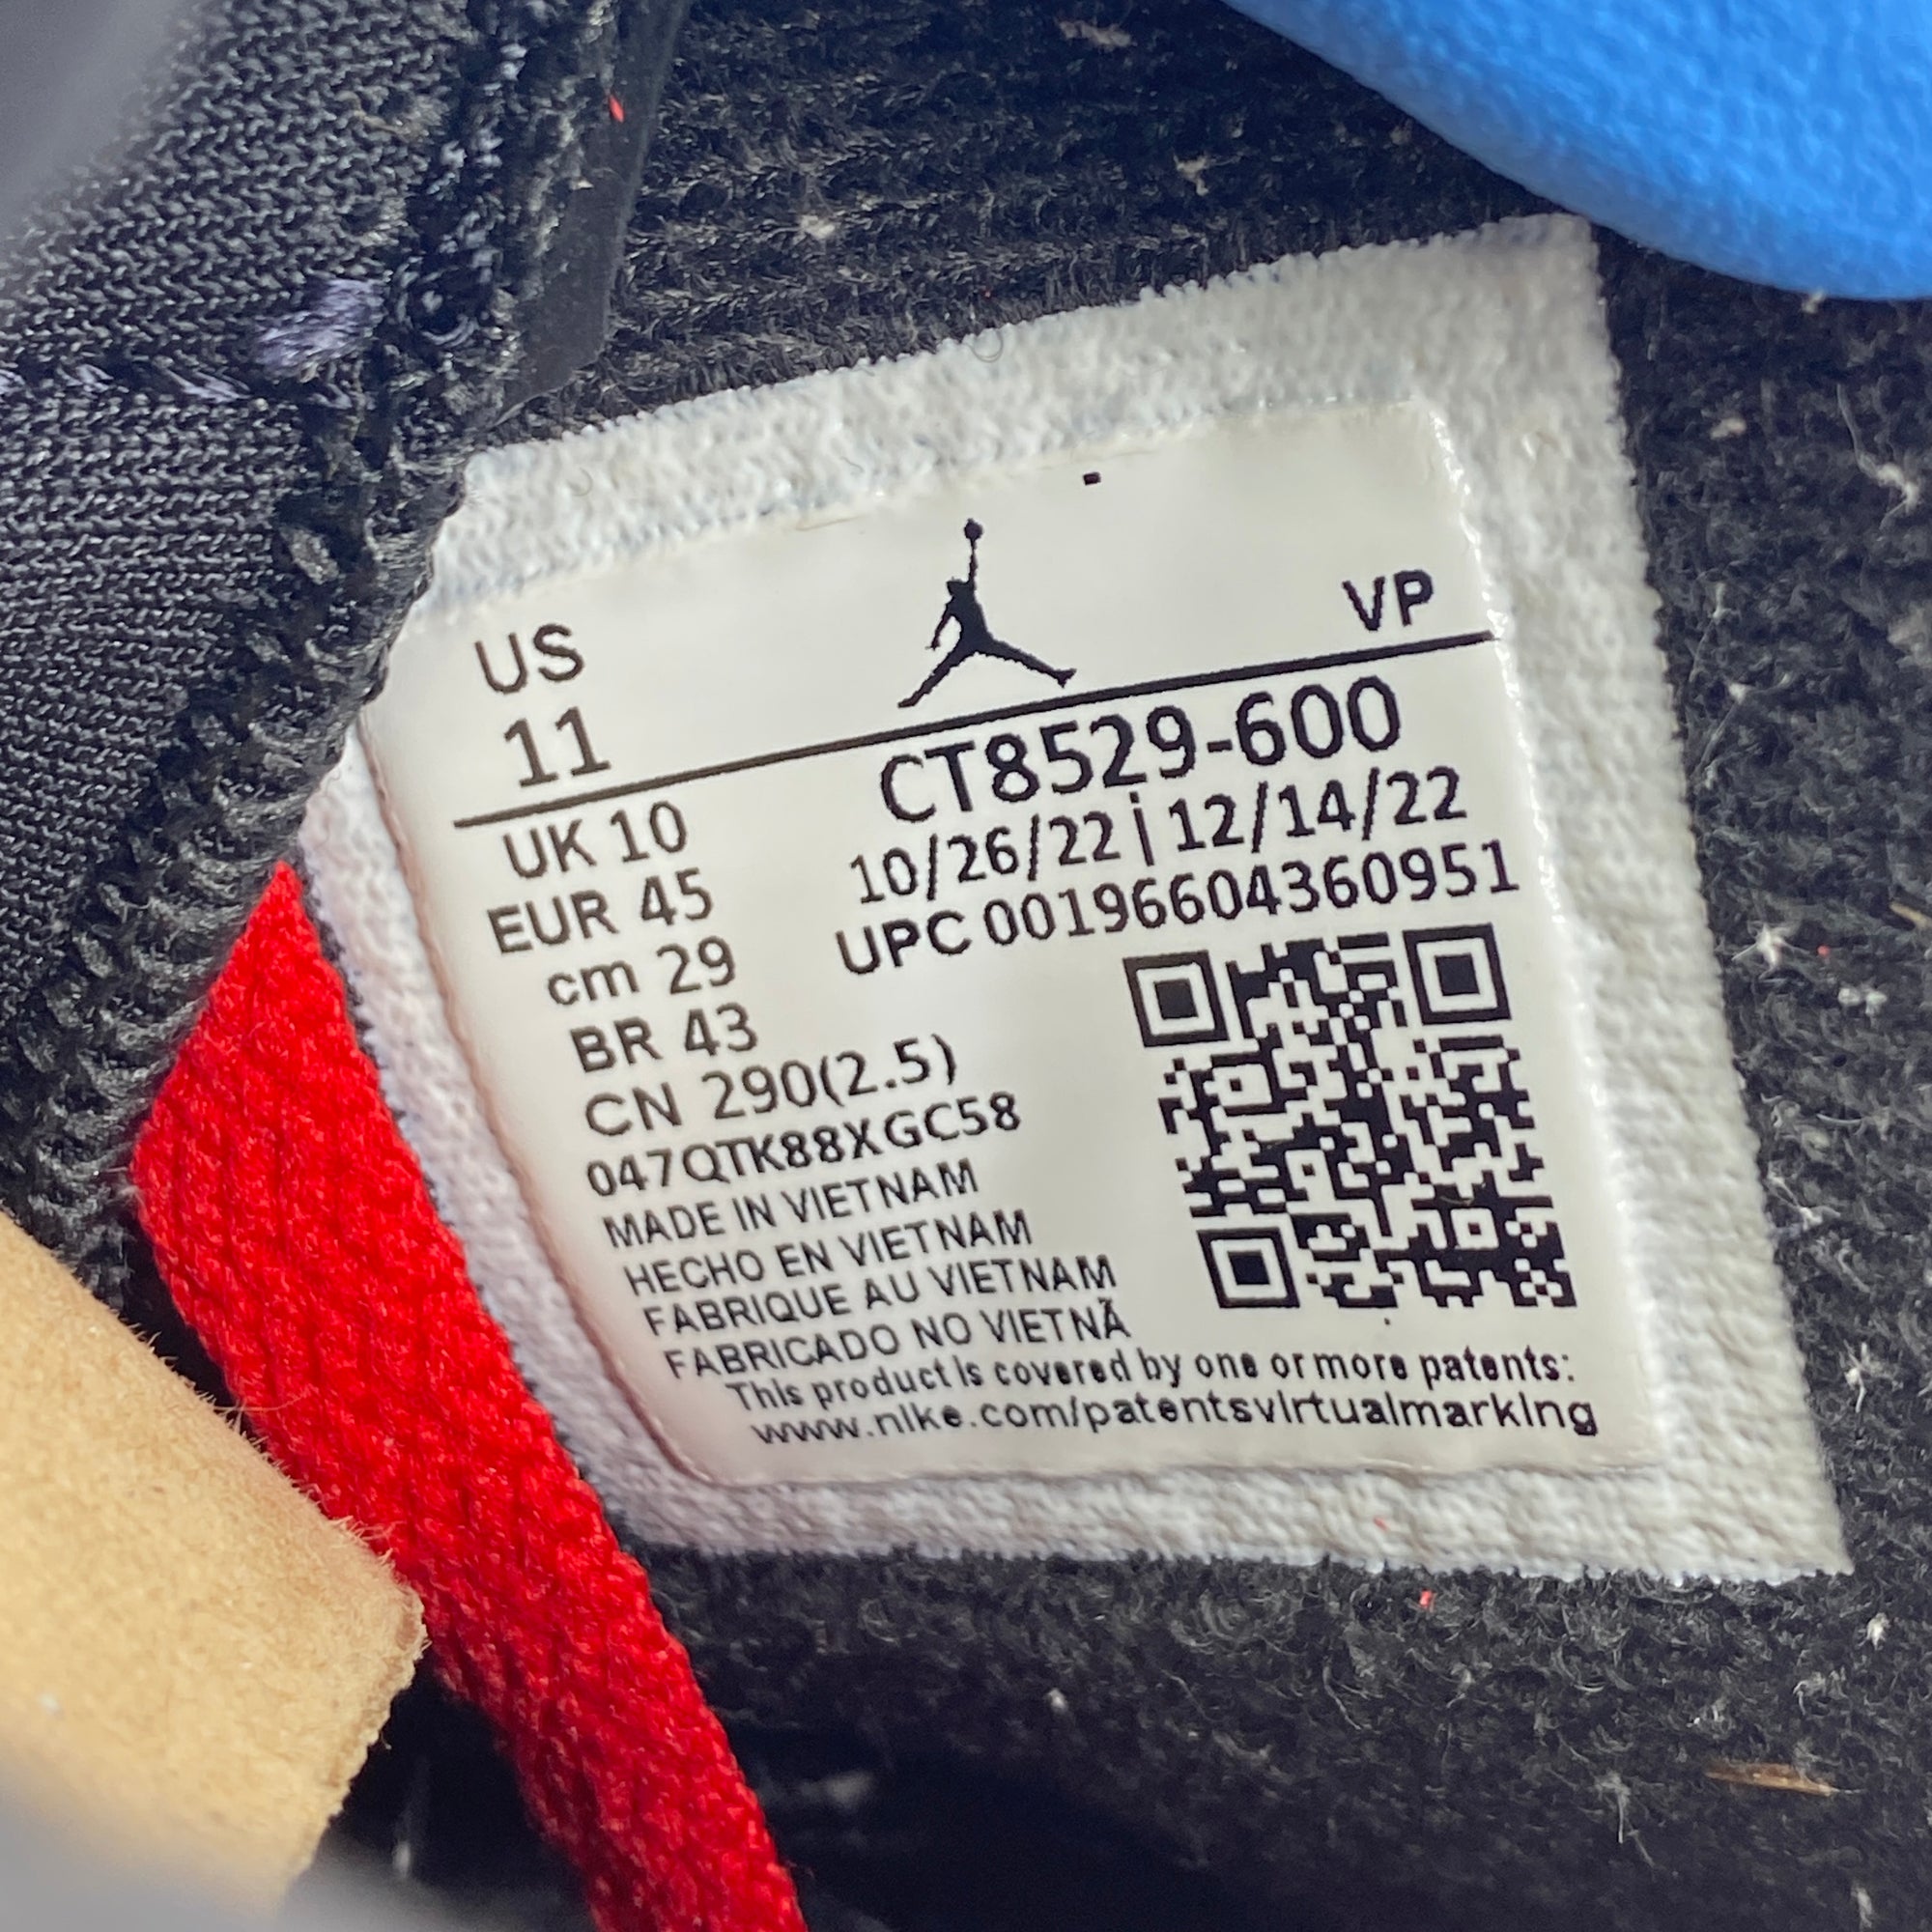 US
11
VP
UK 10
EUR 45
cm 29
BR 43
CN 290(2.5)
CT8529-600
10/26/22 | 12/14/22
UPC 00196604360951
047QTK88XGC58
MADE IN VIETNAM
HECHO EN VIETNAM
FABRIQUE AU VIETNAM
FABRICADO NO VIETNÃ
This product is covered by one or more patents:
www.nike.com/patentsvirtualmarking